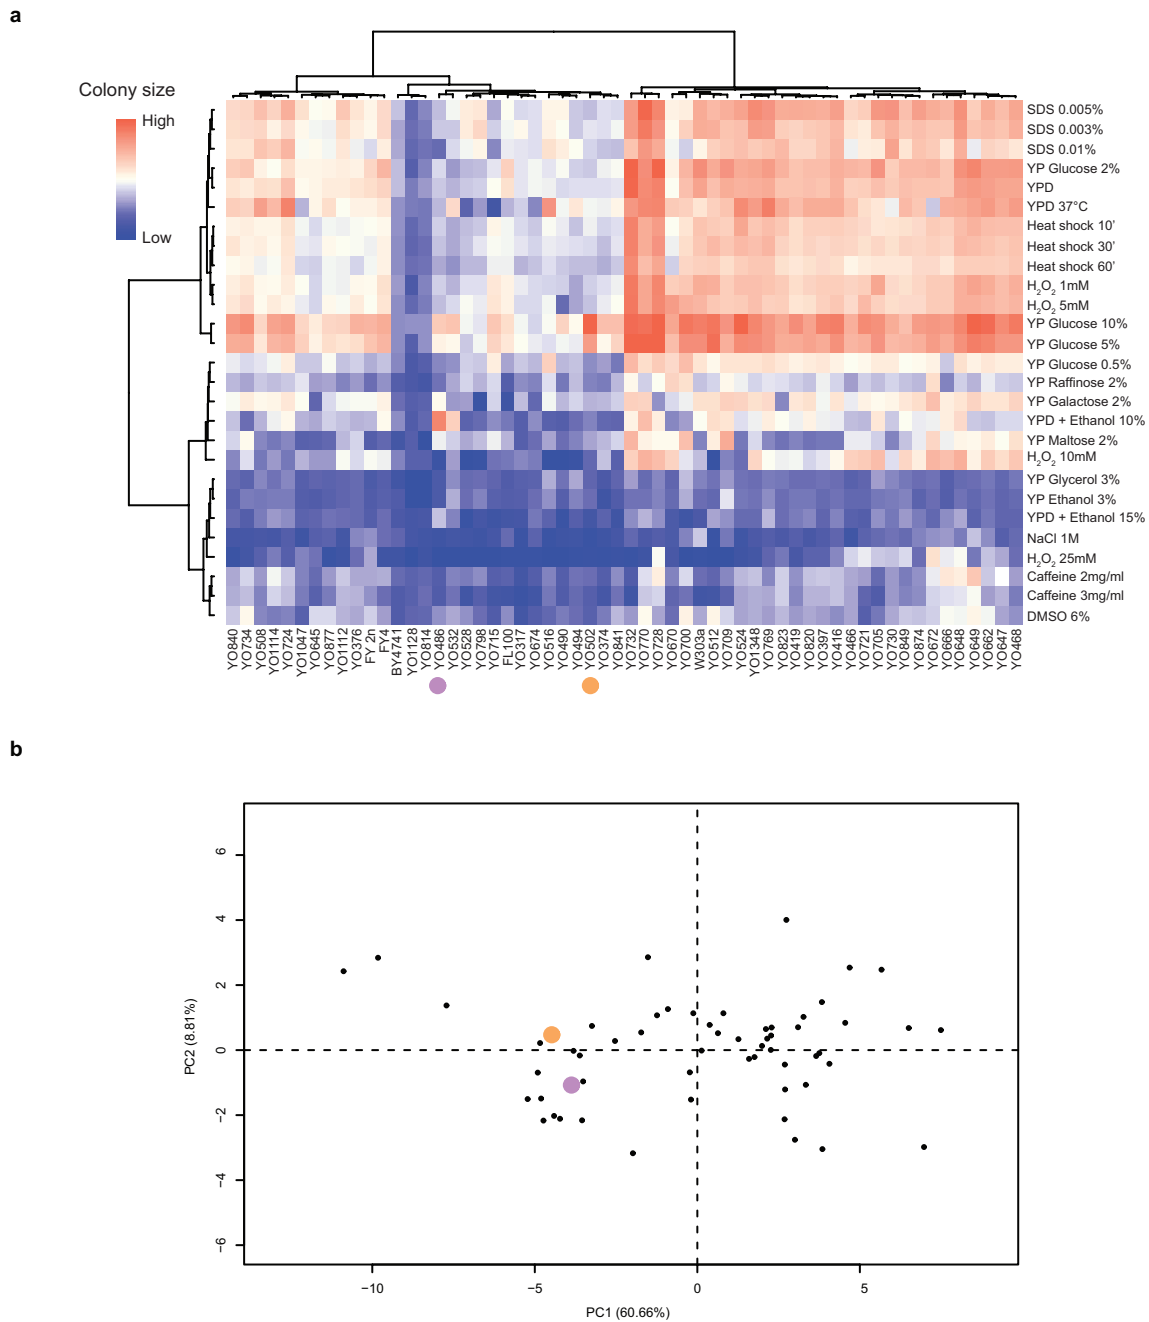 a
Colony size
High
Low
SDS 0.005%
SDS 0.003%
SDS 0.01%
YP Glucose 2%
YPD
YPD 37°C
Heat shock 10'
Heat shock 30'
Heat shock 60'
H2O2 1mM
H2O2 5mM
YP Glucose 10%
YP Glucose 5%
YP Glucose 0.5%
YP Raffinose 2%
YP Galactose 2%
YPD + Ethanol 10%
YP Maltose 2%
H2O2 10mM
YP Glycerol 3%
YP Ethanol 3%
YPD + Ethanol 15%
NaCl 1M
H2O2 25mM
Caffeine 2mg/ml
Caffeine 3mg/ml
DMSO 6%
YO840
YO734
YO508
YO1114
YO724
YO1047
YO645
YO877
YO1112
YO376
FY 2n
FY4
BY4741
YO1128
YO814
YO486
YO532
YO528
YO798
YO715
FL100
YO317
YO674
YO516
YO490
YO494
YO502
YO374
YO841
YO732
YO770
YO728
YO670
YO700
W303a
YO512
YO709
YO524
YO1348
YO769
YO823
YO419
YO820
YO397
YO416
YO466
YO721
YO705
YO730
YO849
YO874
YO672
YO666
YO648
YO649
YO662
YO647
YO468
b
PC2 (8.81%)
6
4
2
0
−2
−4
−6
−10
−5
0
5
PC1 (60.66%)